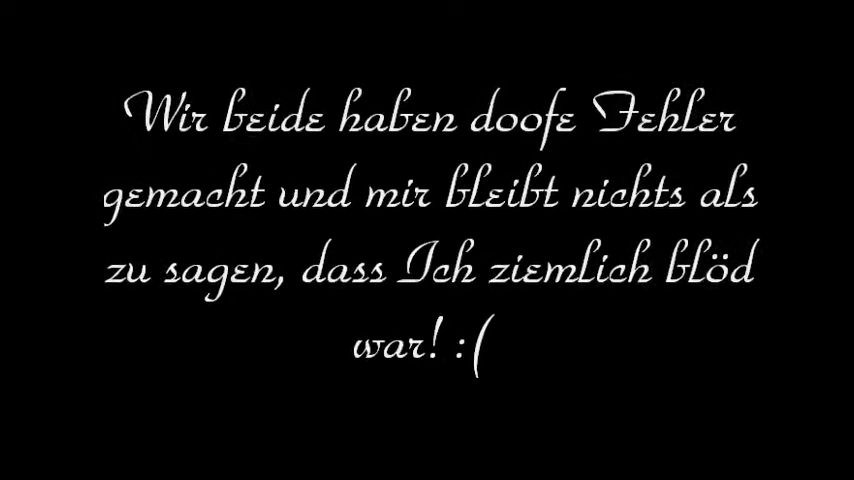 Wir beide haben doofe Fehler
gemacht und mir bleibt nichts als
zu sagen, dass Ich ziemlich blöd
war! :(